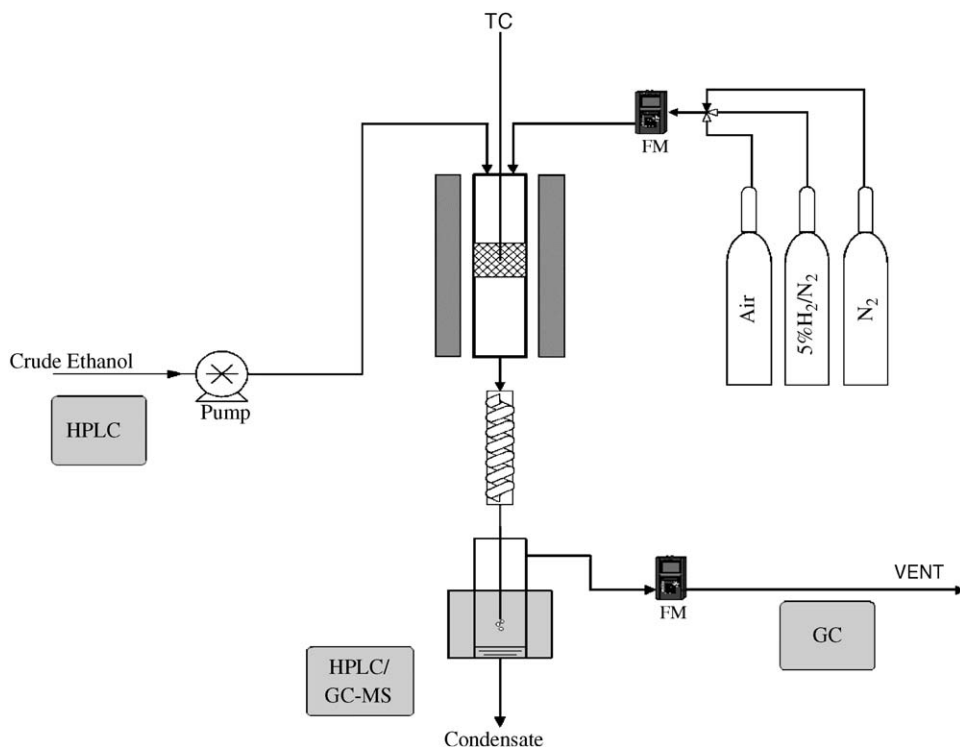 TC
FM
Air
5%H₂/N₂
N₂
Crude Ethanol
Pump
HPLC
VENT
FM
GC
HPLC/
GC-MS
Condensate